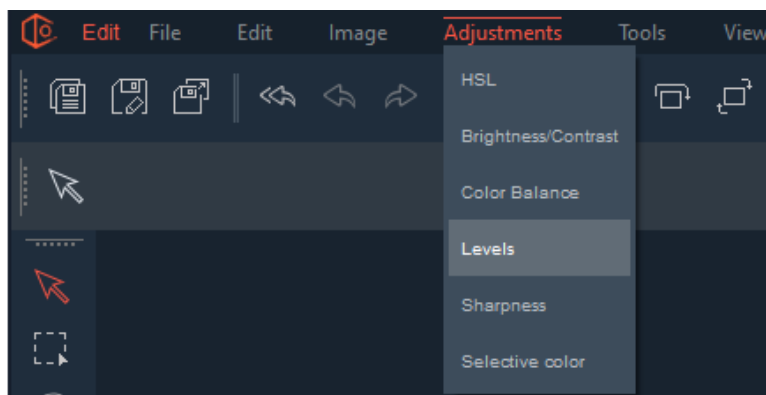 Edit File Edit Image Adjustments Tools View
HSL
Brightness/Contrast
Color Balance
Levels
Sharpness
Selective color